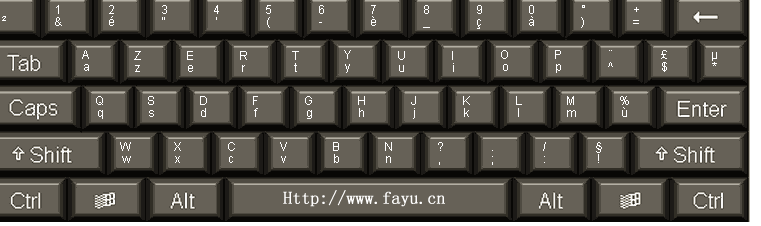 ² 1 & 2 é 3 " 4 ' 5 ( 6 - 7 è 8 _ 9 ç 0 à ° ) + = ←
Tab A a Z z E e R r T t Y y U u I i O o P p ¨ ^ £ $ µ *
Caps Q q S s D d F f G g H h J j K k L l M m % ù Enter
⇧ Shift W w X x C c V v B b N n ? , . ; / : § ! ⇧ Shift
Ctrl Alt Http://www.fayu.cn Alt Ctrl